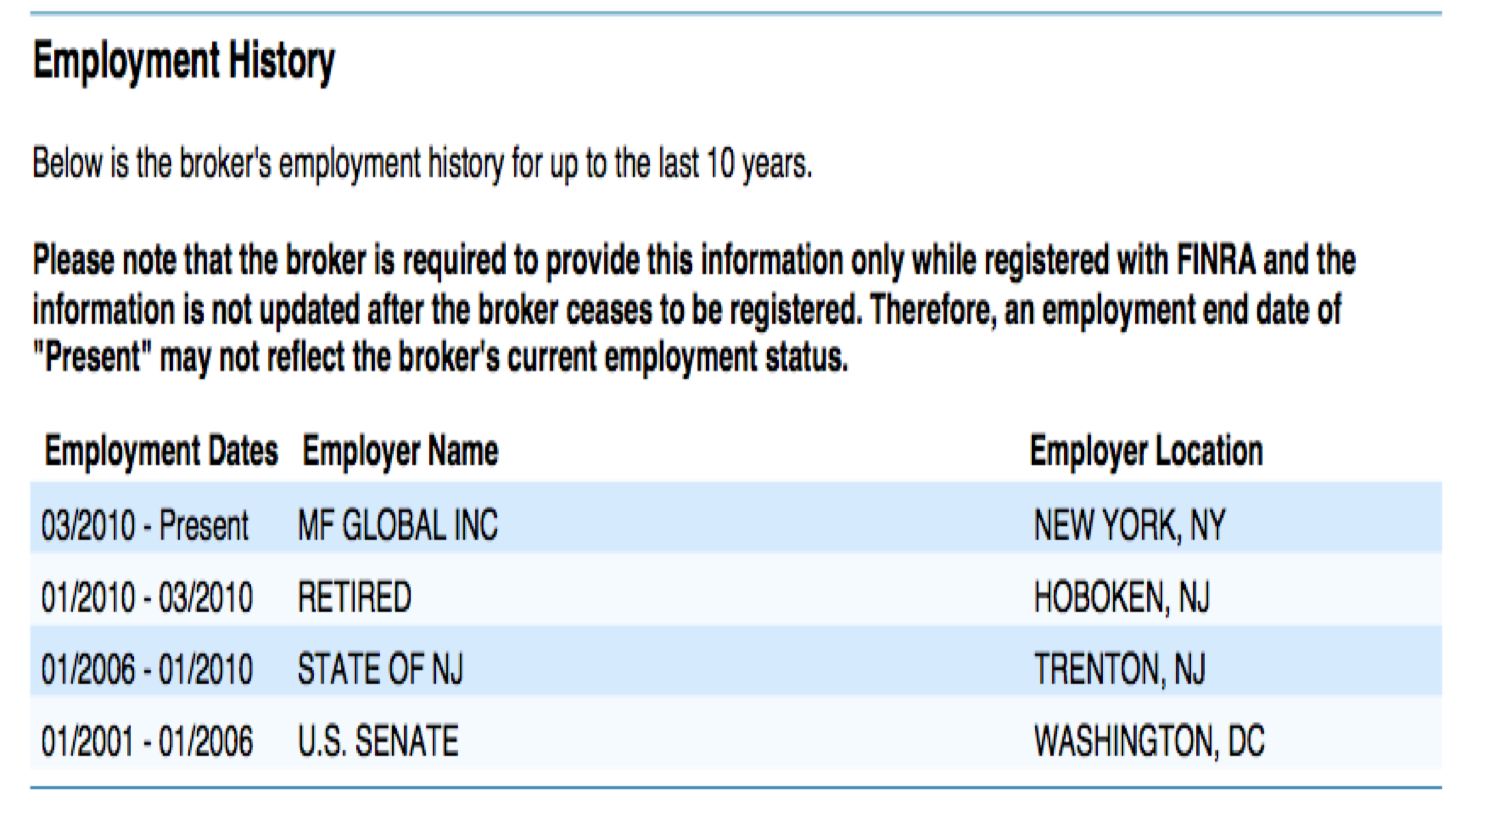 Employment History
Below is the broker's employment history for up to the last 10 years.
Please note that the broker is required to provide this information only while registered with FINRA and the
information is not updated after the broker ceases to be registered. Therefore, an employment end date of
"Present" may not reflect the broker's current employment status.
Employment Dates Employer Name Employer Location
03/2010 - Present MF GLOBAL INC NEW YORK, NY
01/2010 - 03/2010 RETIRED HOBOKEN, NJ
01/2006 - 01/2010 STATE OF NJ TRENTON, NJ
01/2001 - 01/2006 U.S. SENATE WASHINGTON, DC